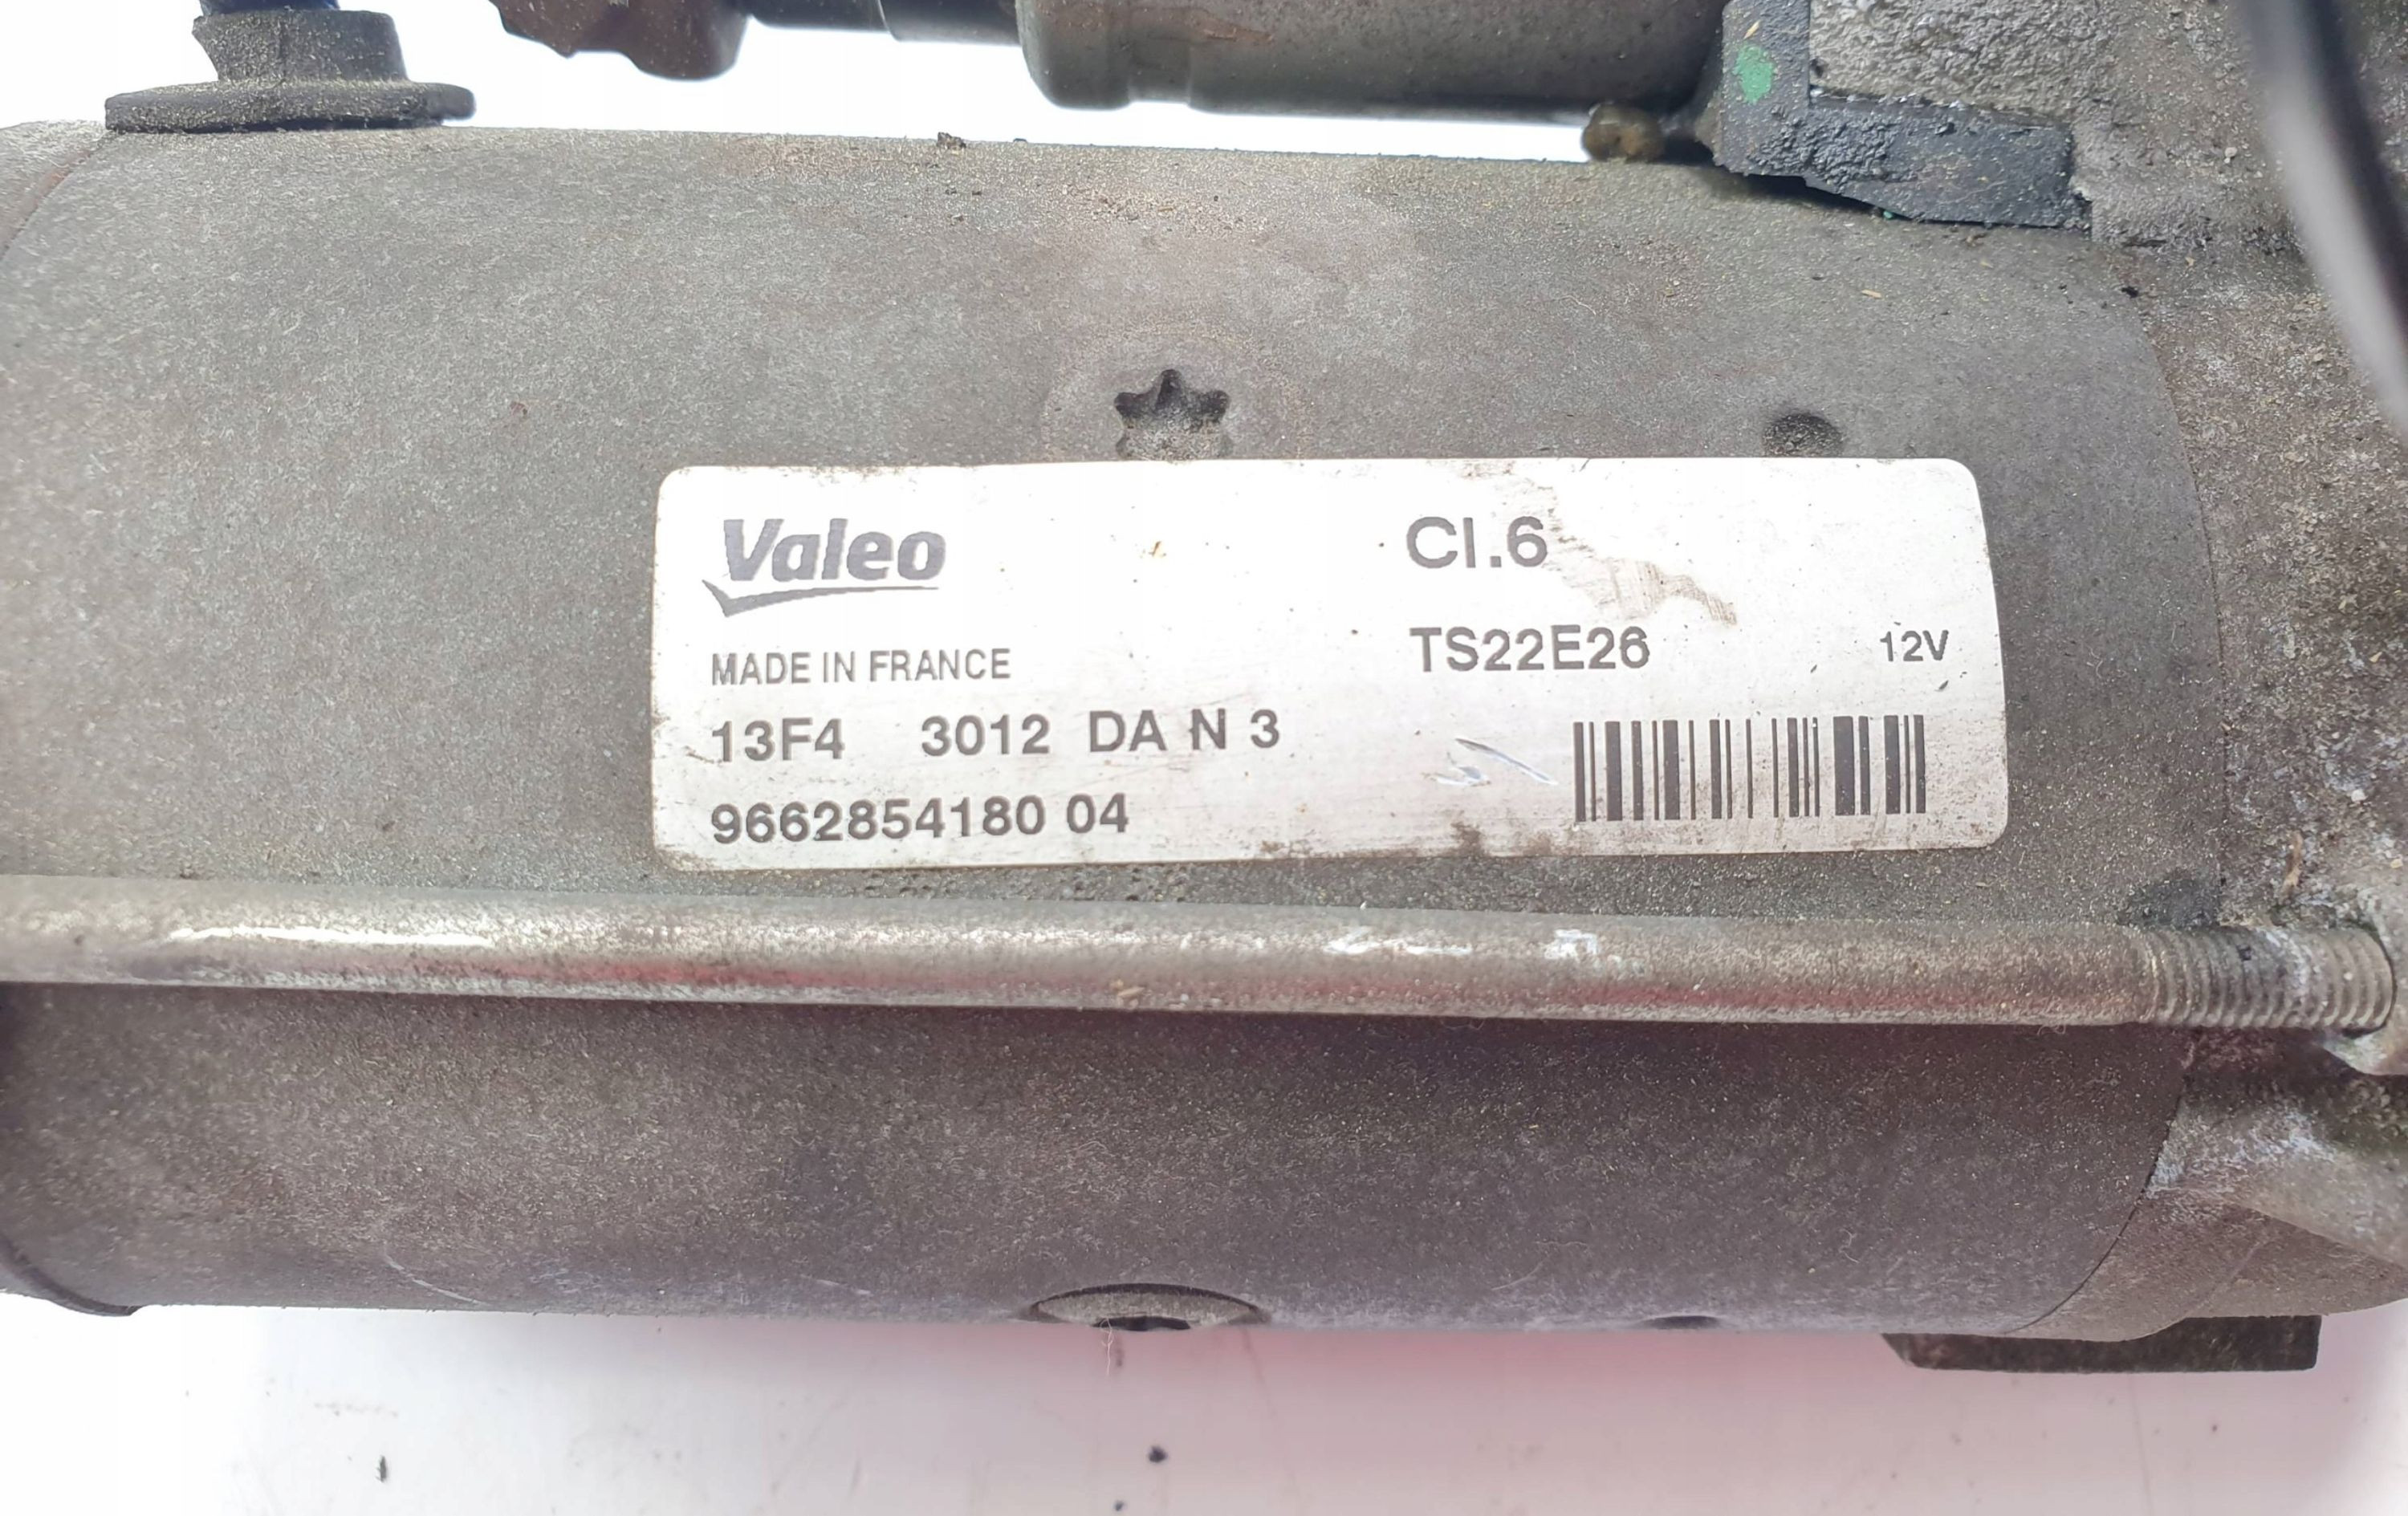 Valeo
Cl.6
MADE IN FRANCE
TS22E26 12V
13F4 3012 DA N 3
9662854180 04